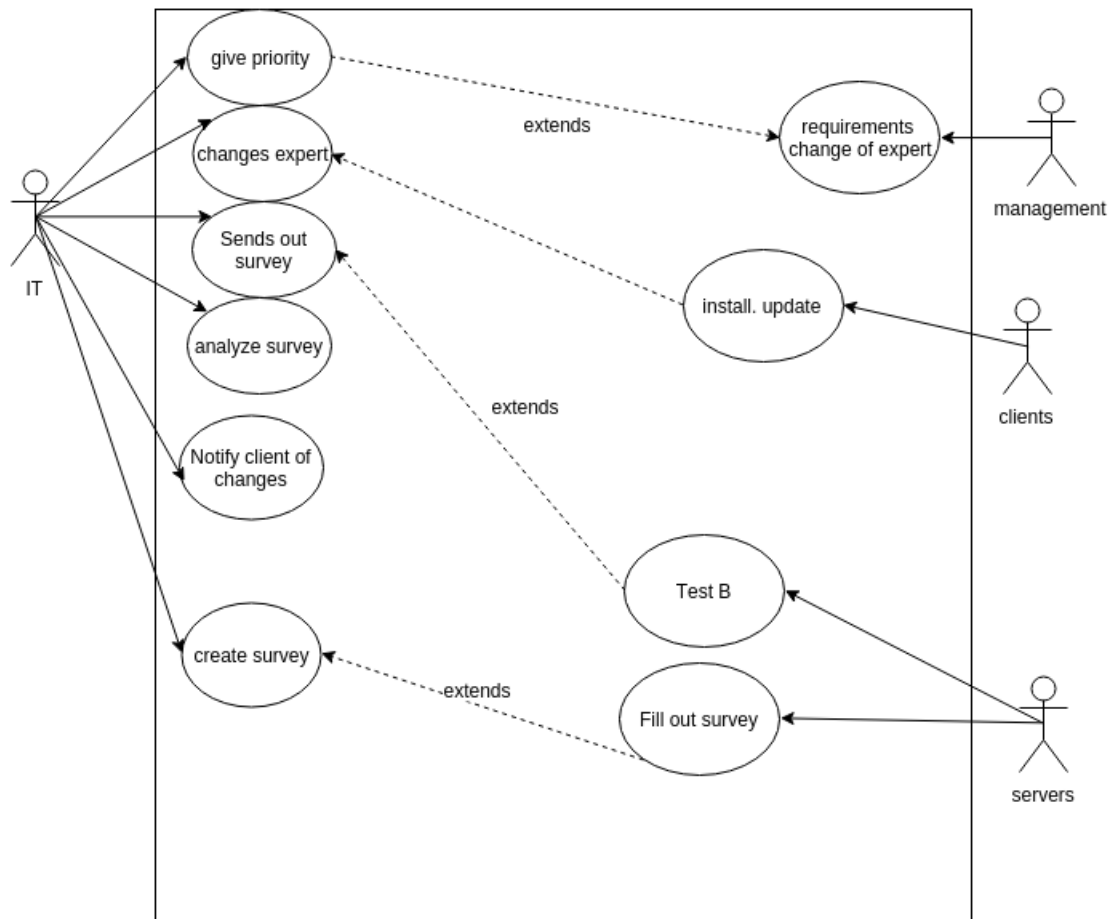 give priority
extends
requirements
change of expert
management
changes expert
IT
Sends out
survey
install. update
clients
analyze survey
extends
Notify client of
changes
Test B
create survey
extends
Fill out survey
servers